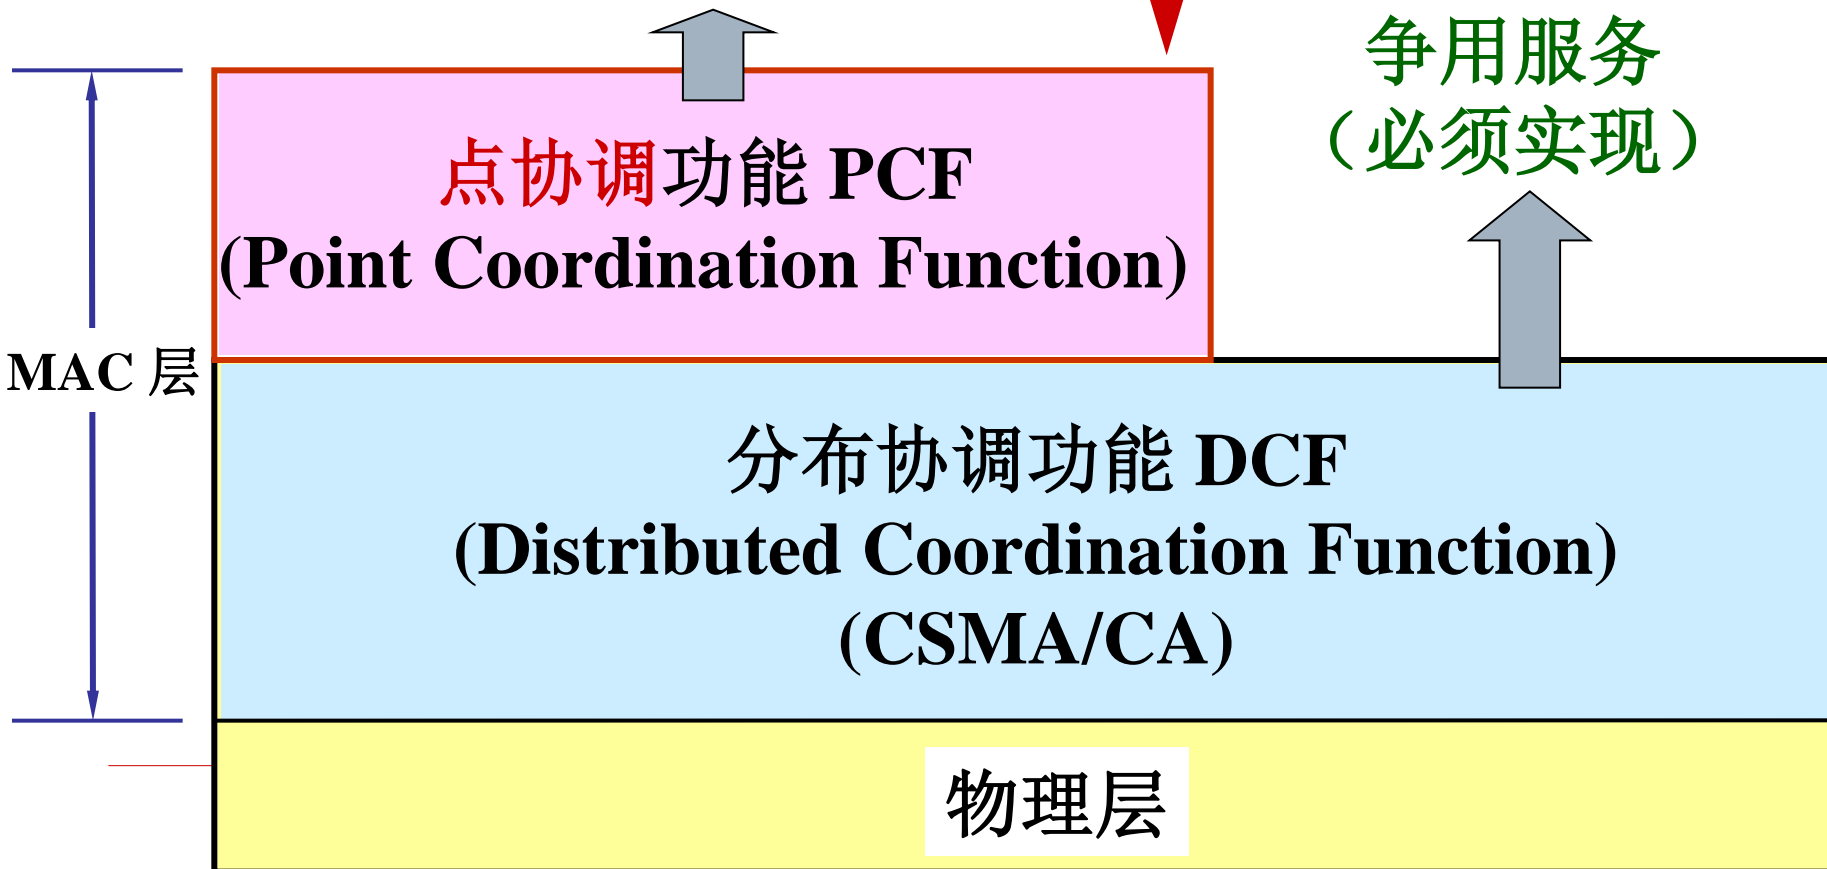 争用服务
（必须实现）
点协调功能 PCF
(Point Coordination Function)
MAC 层
分布协调功能 DCF
(Distributed Coordination Function)
(CSMA/CA)
物理层